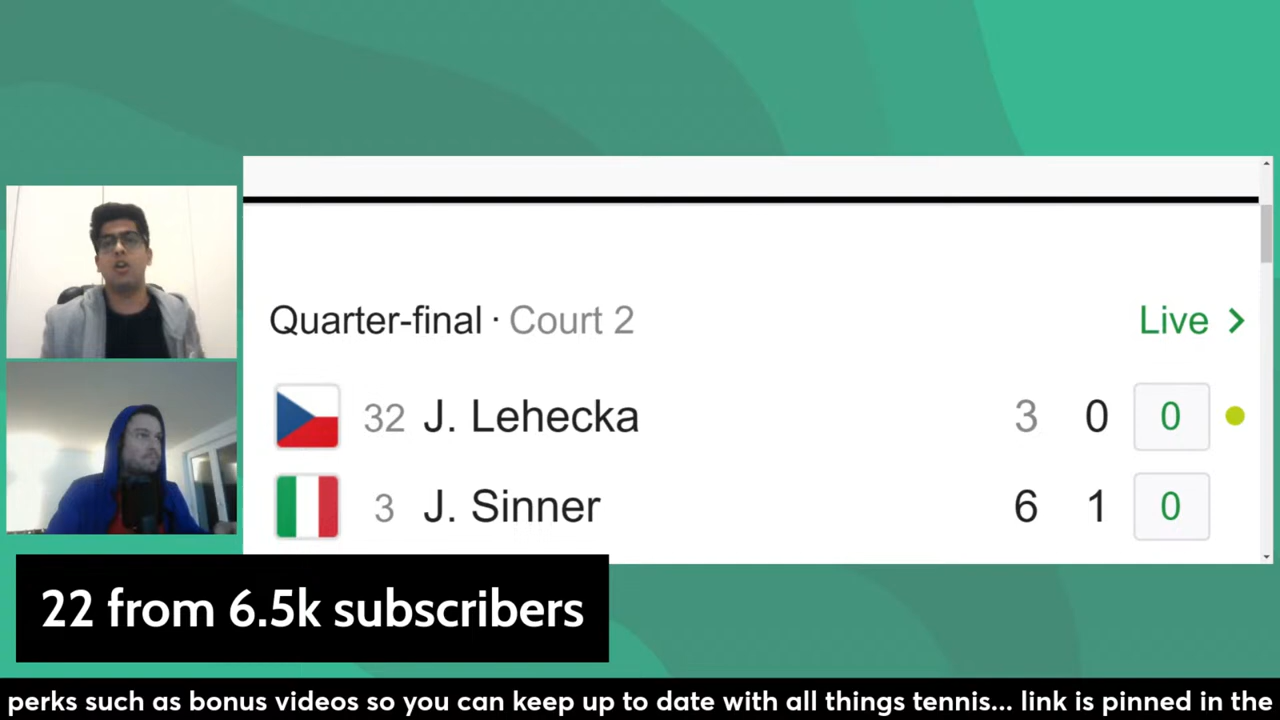 Quarter-final · Court 2 Live >
32 J. Lehecka 3 0 0
3 J. Sinner 6 1 0
22 from 6.5k subscribers
perks such as bonus videos so you can keep up to date with all things tennis... link is pinned in the